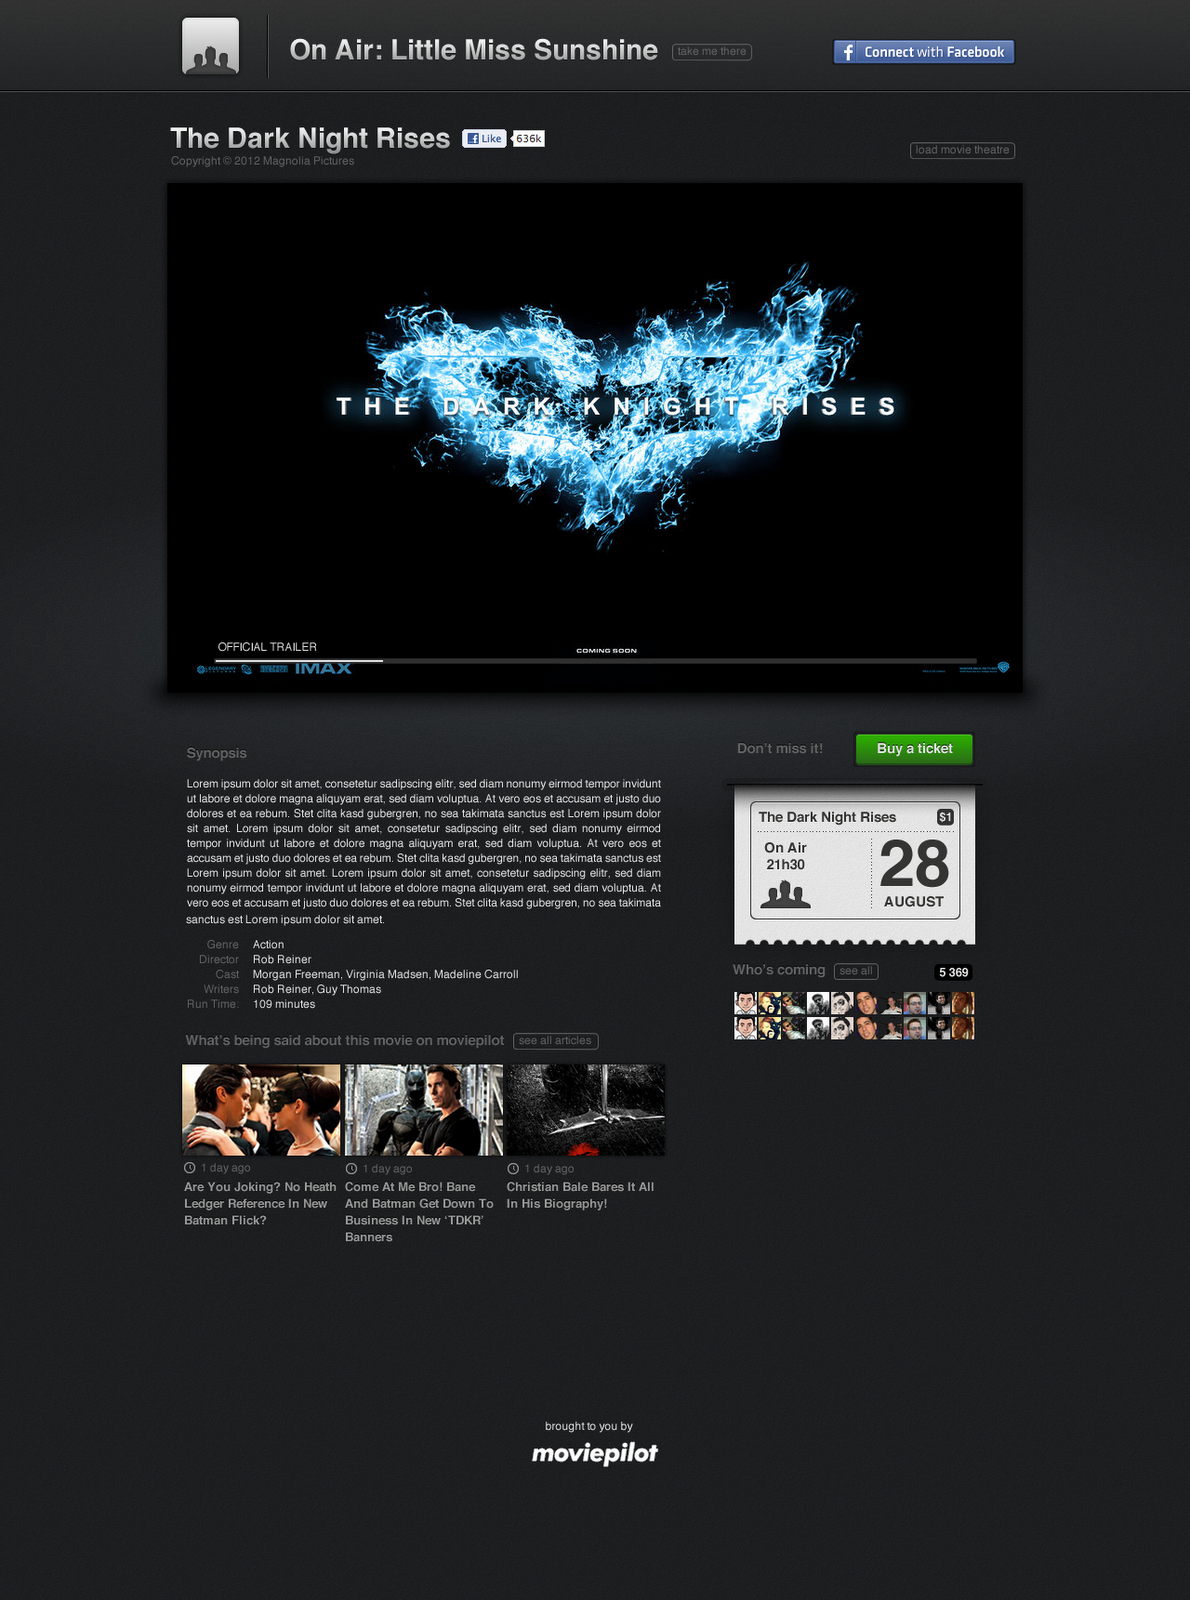 On Air: Little Miss Sunshine
take me there
Connect with Facebook
The Dark Night Rises
Like
636k
Copyright © 2012 Magnolia Pictures
load movie theatre
THE DARK KNIGHT RISES
OFFICIAL TRAILER
COMING SOON
LEGENDARY
IMAX
Synopsis
Lorem ipsum dolor sit amet, consetetur sadipscing elitr, sed diam nonumy eirmod tempor invidunt
ut labore et dolore magna aliquyam erat, sed diam voluptua. At vero eos et accusam et justo duo
dolores et ea rebum. Stet clita kasd gubergren, no sea takimata sanctus est Lorem ipsum dolor
sit amet. Lorem ipsum dolor sit amet, consetetur sadipscing elitr, sed diam nonumy eirmod
tempor invidunt ut labore et dolore magna aliquyam erat, sed diam voluptua. At vero eos et
accusam et justo duo dolores et ea rebum. Stet clita kasd gubergren, no sea takimata sanctus est
Lorem ipsum dolor sit amet. Lorem ipsum dolor sit amet, consetetur sadipscing elitr, sed diam
nonumy eirmod tempor invidunt ut labore et dolore magna aliquyam erat, sed diam voluptua. At
vero eos et accusam et justo duo dolores et ea rebum. Stet clita kasd gubergren, no sea takimata
sanctus est Lorem ipsum dolor sit amet.
Genre Action
Director Rob Reiner
Cast Morgan Freeman, Virginia Madsen, Madeline Carroll
Writers Rob Reiner, Guy Thomas
Run Time: 109 minutes
Don't miss it!
Buy a ticket
The Dark Night Rises
S1
On Air
21h30
28
AUGUST
Who's coming
see all
5 369
What's being said about this movie on moviepilot
see all articles
1 day ago
Are You Joking? No Heath
Ledger Reference In New
Batman Flick?
1 day ago
Come At Me Bro! Bane
And Batman Get Down To
Business In New ‘TDKR’
Banners
1 day ago
Christian Bale Bares It All
In His Biography!
brought to you by
moviepilot